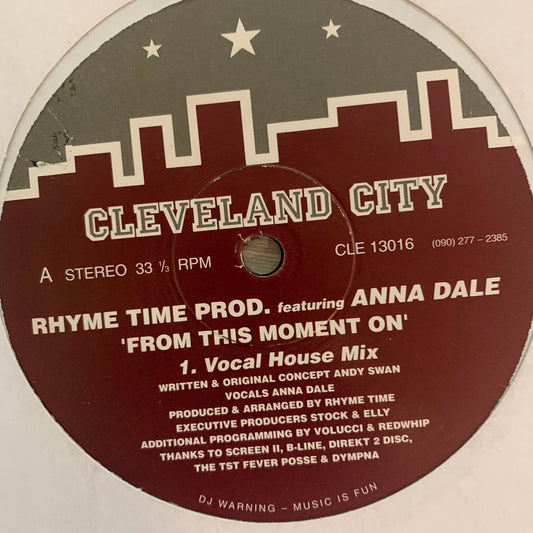 CLEVELAND CITY
A STEREO 33 ⅓ RPM
CLE 13016 (090) 277 – 2385
RHYME TIME PROD. featuring ANNA DALE
'FROM THIS MOMENT ON'
1. Vocal House Mix
WRITTEN & ORIGINAL CONCEPT ANDY SWAN
VOCALS ANNA DALE
PRODUCED & ARRANGED BY RHYME TIME
EXECUTIVE PRODUCERS STOCK & ELLY
ADDITIONAL PROGRAMMING BY VOLUCCI & REDWHIP
THANKS TO SCREEN II, B-LINE, DIREKT 2 DISC,
THE TST FEVER POSSE & DYMPNA
DJ WARNING – MUSIC IS FUN